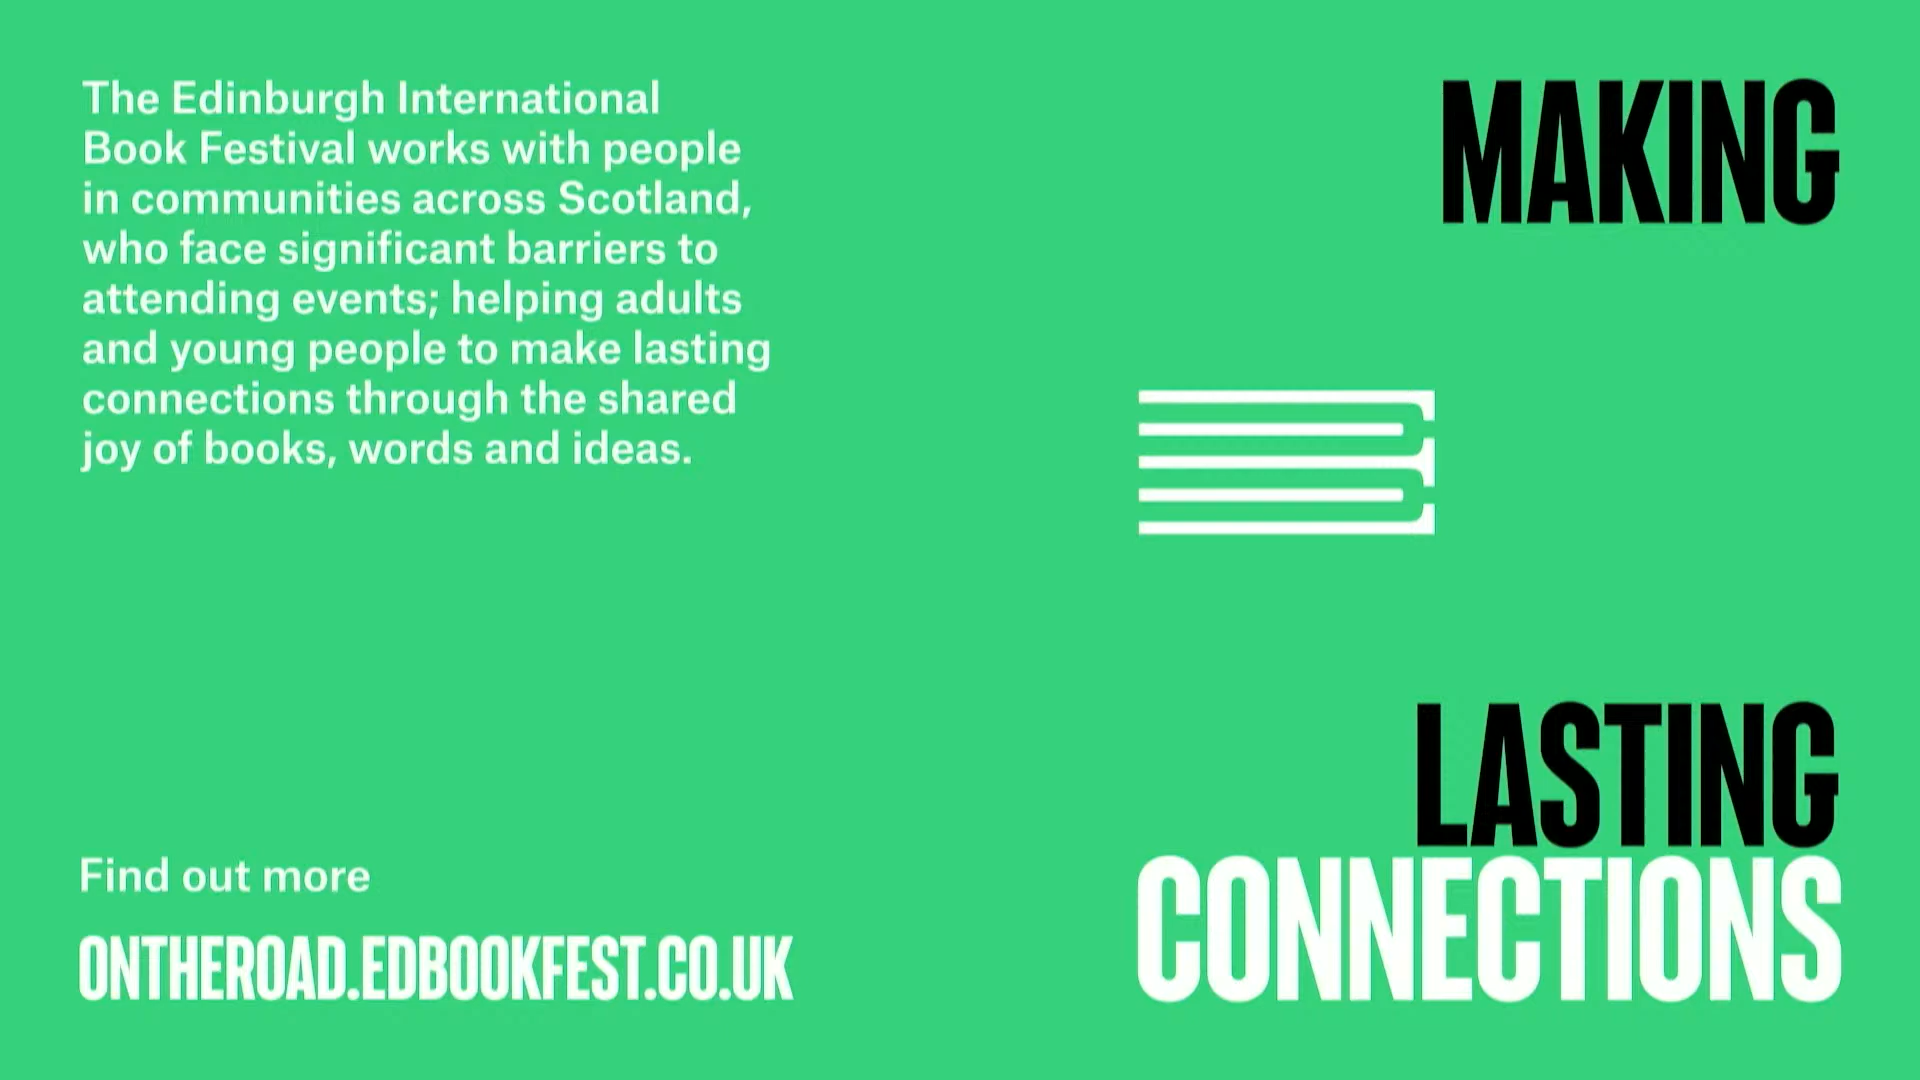 The Edinburgh International
Book Festival works with people
in communities across Scotland,
who face significant barriers to
attending events; helping adults
and young people to make lasting
connections through the shared
joy of books, words and ideas.
Find out more
ONTHEROAD.EDBOOKFEST.CO.UK
MAKING
LASTING
CONNECTIONS